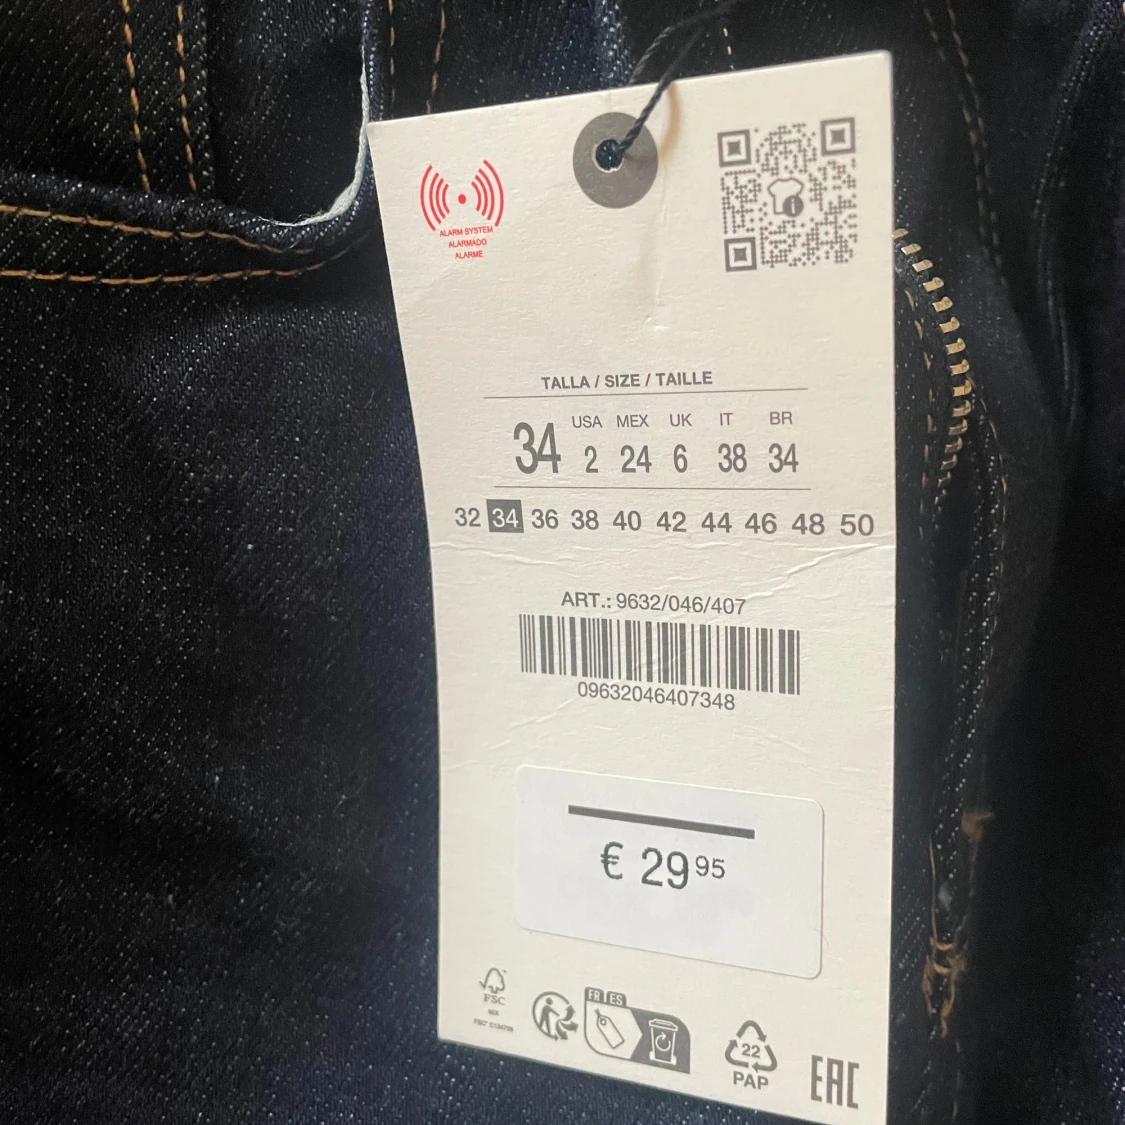 ALARM SYSTEM
ALARMADO
ALARME
TALLA / SIZE / TAILLE
34 USA 2 MEX 24 UK 6 IT 38 BR 34
32 34 36 38 40 42 44 46 48 50
ART.: 9632/046/407
09632046407348
€ 29 95
FSC
MIX
FR ES
22
PAP
EAC